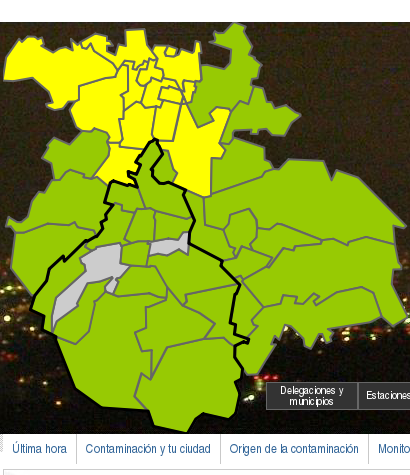 Delegaciones y
municipios
Estaciones
Última hora
Contaminación y tu ciudad
Origen de la contaminación
Monito